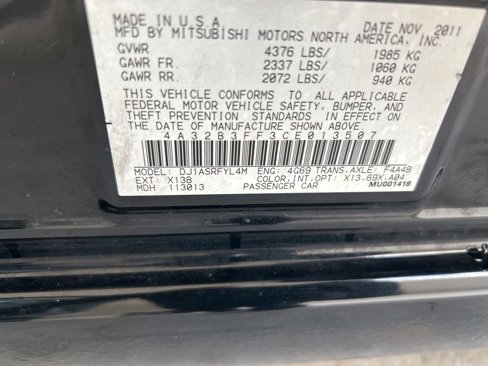 MADE IN U.S.A. DATE NOV 2011
MFD BY MITSUBISHI MOTORS NORTH AMERICA, INC.
GVWR 4376 LBS/ 1985 KG
GAWR FR. 2337 LBS/ 1060 KG
GAWR RR. 2072 LBS/ 940 KG
THIS VEHICLE CONFORMS TO ALL APPLICABLE
FEDERAL MOTOR VEHICLE SAFETY, BUMPER, AND
THEFT PREVENTION STANDARDS IN EFFECT ON
THE DATE OF MANUFACTURE SHOWN ABOVE.
4A32B3FF3CE013507
MODEL: DJ1ASRFYL4M ENG: 4G69 TRANS.AXLE: F4A4B
EXT: X13B COLOR,INT,OPT: X13,69X,A04
MDH 113013 PASSENGER CAR MU001418